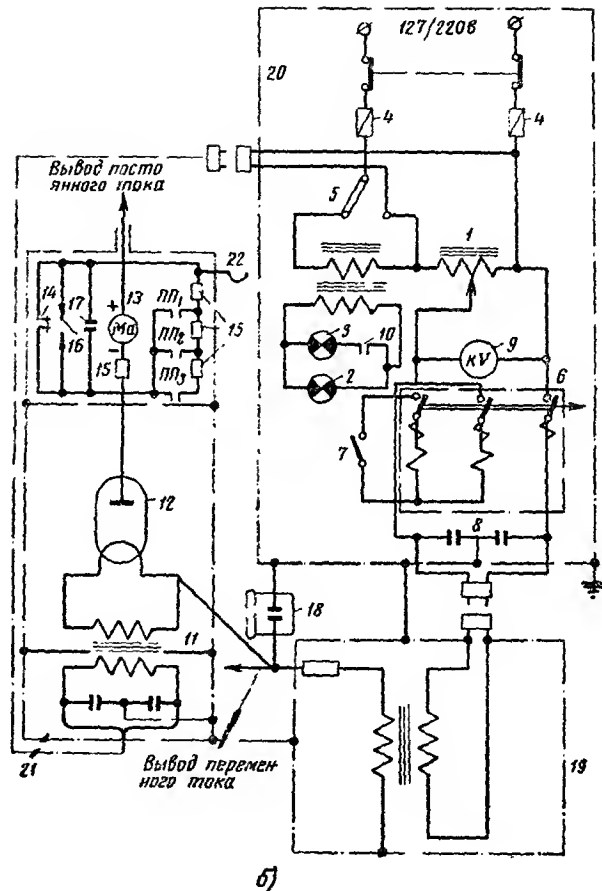 127/220в
20
4
4
Вывод посто
янного тока
5
1
22
14
17
13
+
ма
ПП1
ПП2
15
16
15
ПП3
3
10
2
kV
9
6
7
12
8
18
11
21
Вывод перемен
ного тока
19
б)